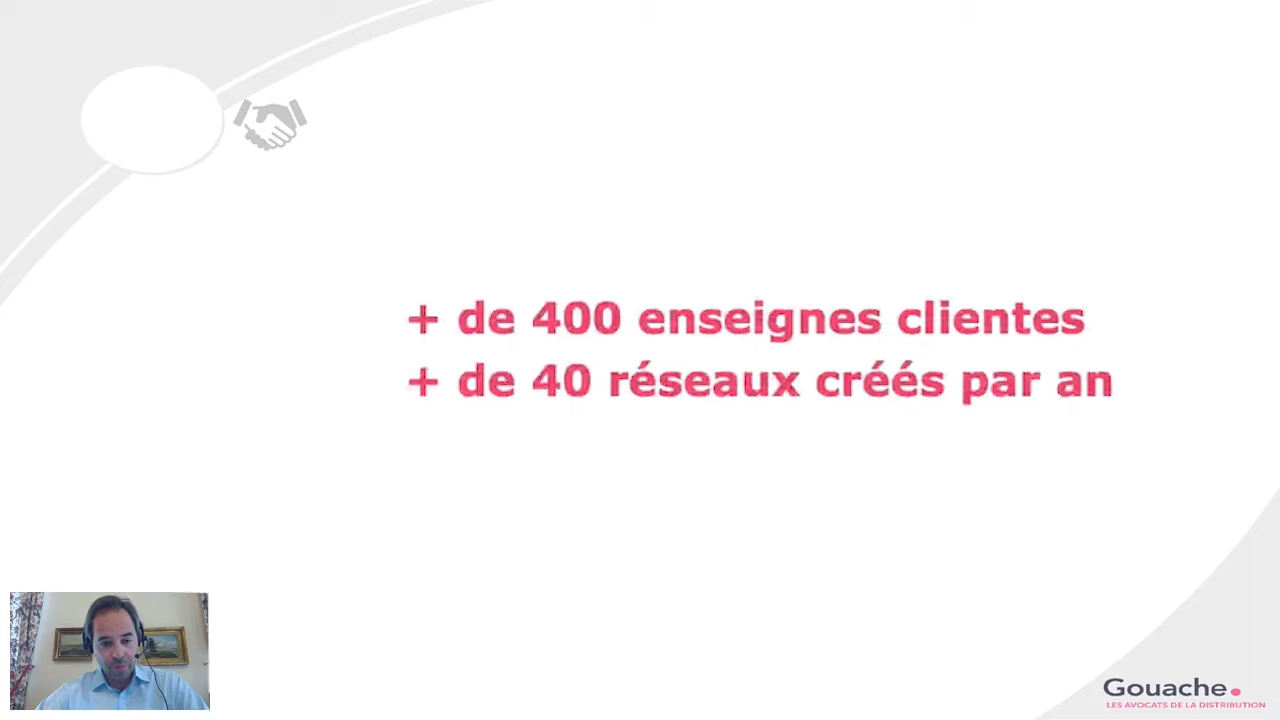 + de 400 enseignes clientes
+ de 40 réseaux créés par an
Gouache.
LES AVOCATS DE LA DISTRIBUTION